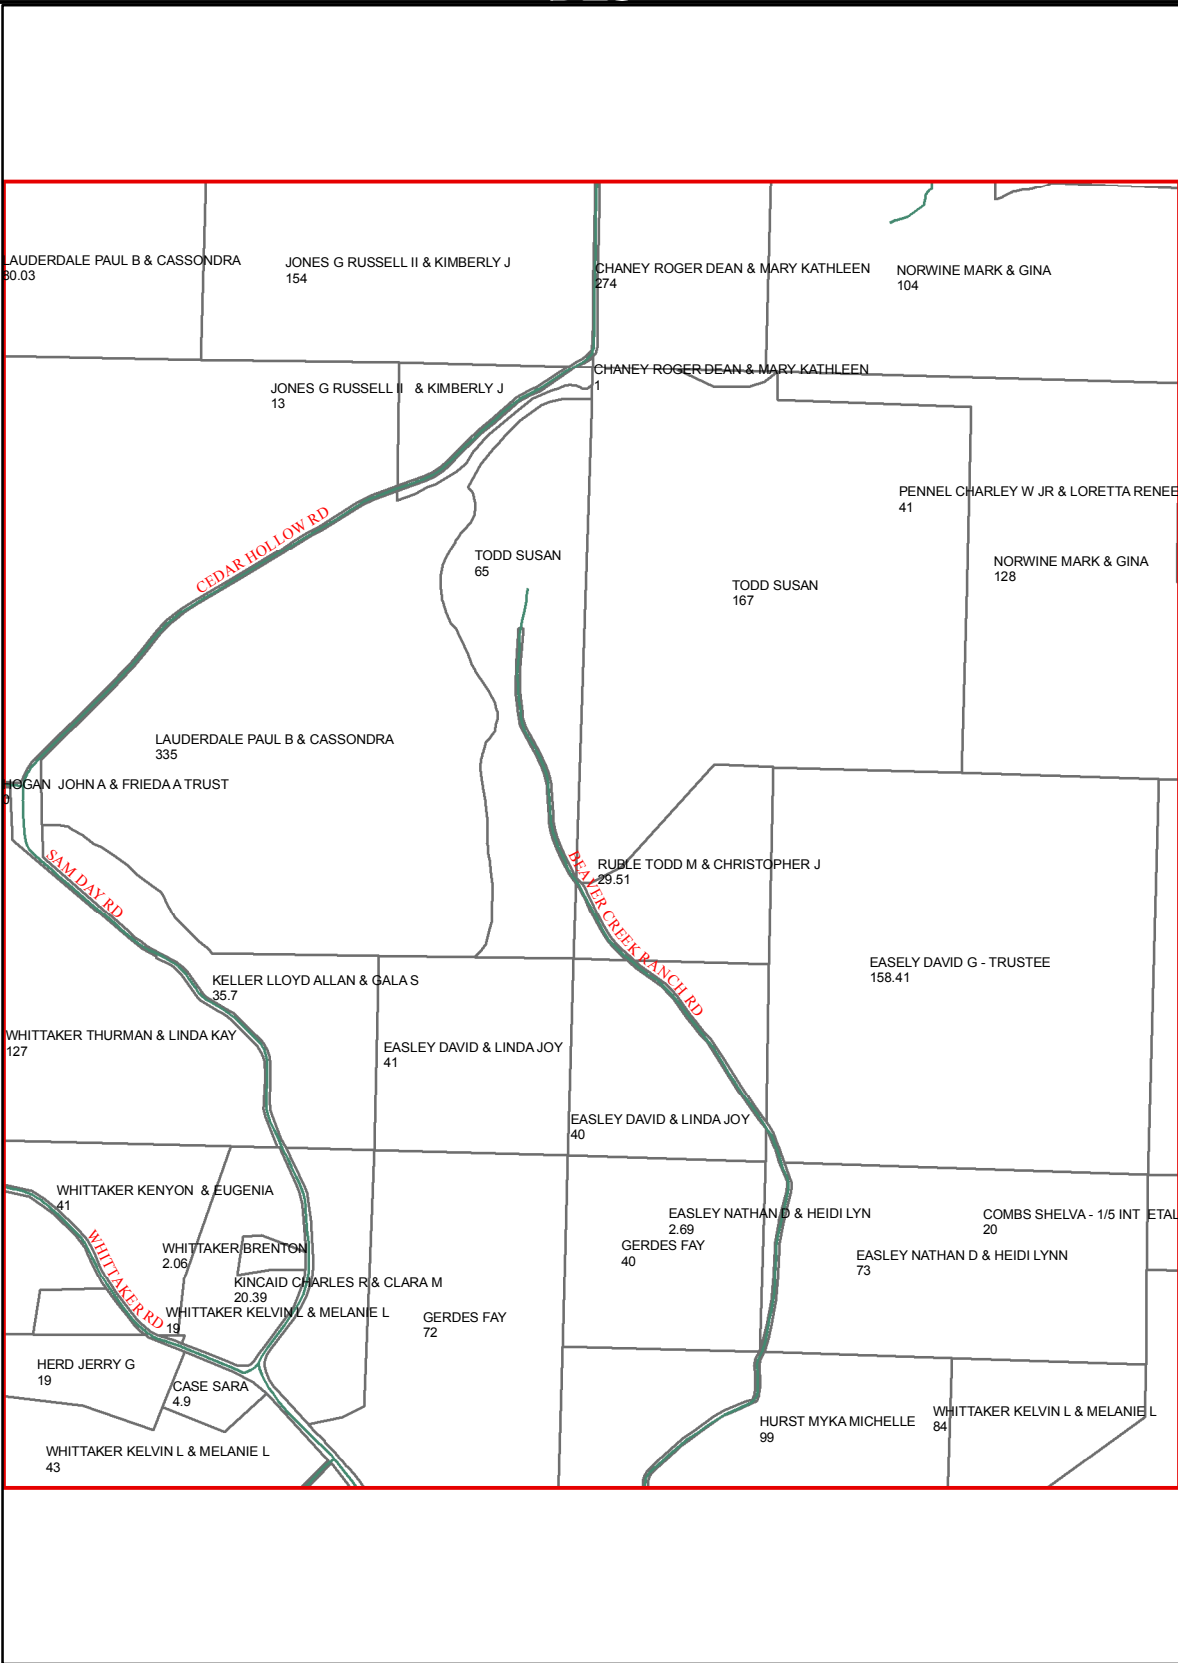 LAUDERDALE PAUL B & CASSONDRA
80.03
JONES G RUSSELL II & KIMBERLY J
154
CHANEY ROGER DEAN & MARY KATHLEEN
274
NORWINE MARK & GINA
104
CHANEY ROGER DEAN & MARY KATHLEEN
1
JONES G RUSSELL II & KIMBERLY J
13
PENNEL CHARLEY W JR & LORETTA RENEE
41
CEDAR HOLLOW RD
TODD SUSAN
65
TODD SUSAN
167
NORWINE MARK & GINA
128
LAUDERDALE PAUL B & CASSONDRA
335
HOGAN JOHN A & FRIEDA A TRUST
SAM DAY RD
BEAVER CREEK RANCH RD
RUBLE TODD M & CHRISTOPHER J
29.51
EASELY DAVID G - TRUSTEE
158.41
KELLER LLOYD ALLAN & GALA S
35.7
WHITTAKER THURMAN & LINDA KAY
127
EASLEY DAVID & LINDA JOY
41
EASLEY DAVID & LINDA JOY
40
WHITTAKER KENYON & EUGENIA
41
EASLEY NATHAN D & HEIDI LYN
2.69
COMBS SHELVA - 1/5 INT ETAL
20
WHITTAKER RD
WHITTAKER BRENTON
2.06
GERDES FAY
40
EASLEY NATHAN D & HEIDI LYNN
73
KINCAID CHARLES R & CLARA M
20.39
WHITTAKER KELVIN L & MELANIE L
19
GERDES FAY
72
HERD JERRY G
19
CASE SARA
4.9
HURST MYKA MICHELLE
99
WHITTAKER KELVIN L & MELANIE L
84
WHITTAKER KELVIN L & MELANIE L
43